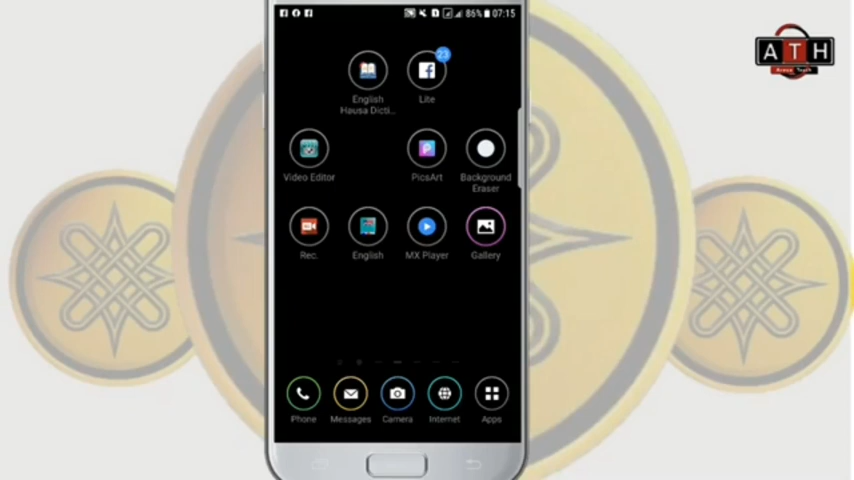 86% 07:15
ATH
English
Hausa Dicti...
Lite
23
Video Editor
PicsArt
Background
Eraser
Rec.
English
MX Player
Gallery
Phone
Messages
Camera
Internet
Apps